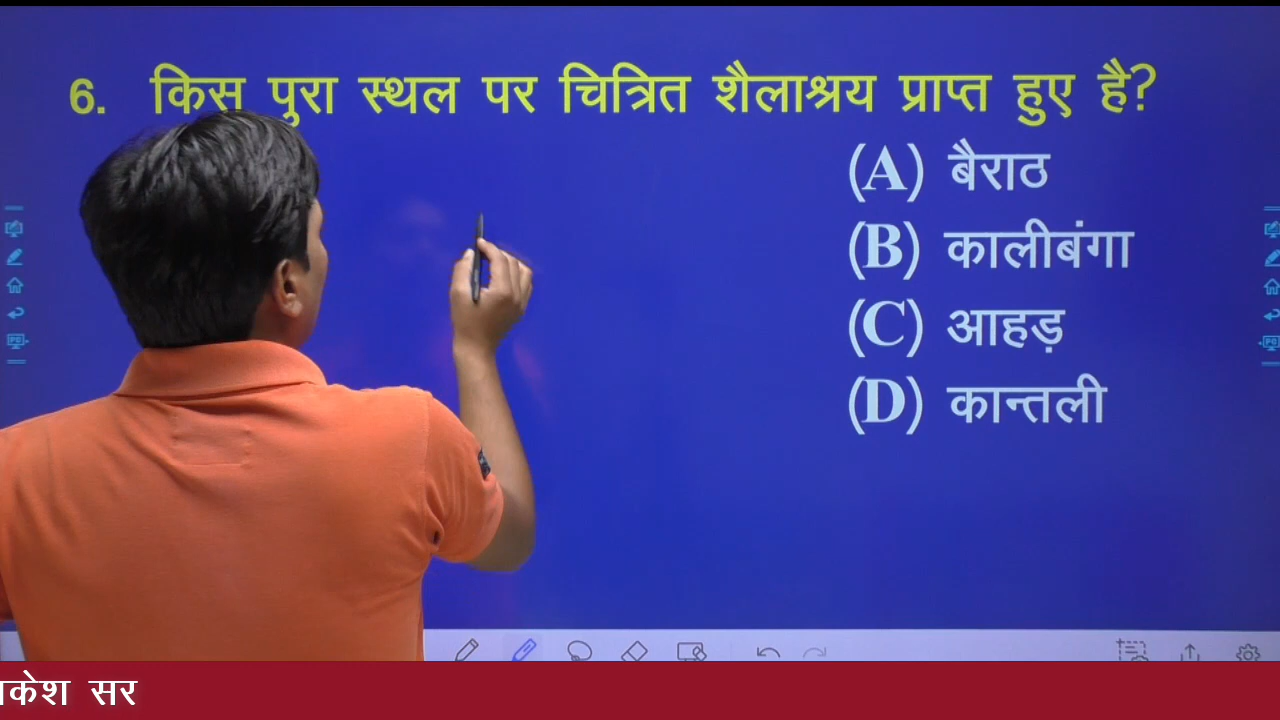 6. किस पुरा स्थल पर चित्रित शैलाश्रय प्राप्त हुए है?
(A) बैराठ
(B) कालीबंगा
(C) आहड़
(D) कान्तली
सर